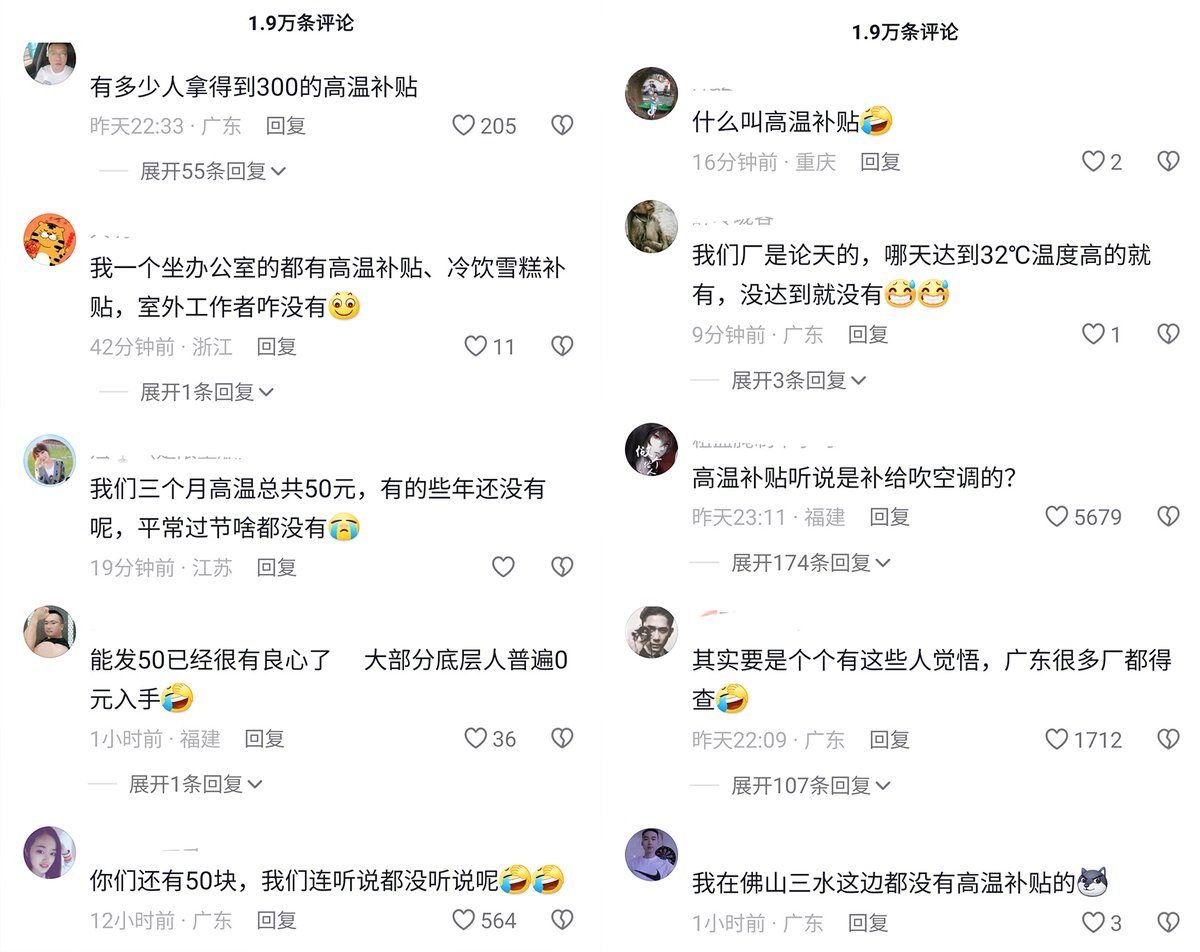 1.9万条评论
有多少人拿得到300的高温补贴
昨天22:33 · 广东 回复 205
展开55条回复
我一个坐办公室的都有高温补贴、冷饮雪糕补
贴，室外工作者咋没有
42分钟前 · 浙江 回复 11
展开1条回复
我们三个月高温总共50元，有的些年还没有
呢，平常过节啥都没有
19分钟前 · 江苏 回复
能发50已经很有良心了 大部分底层人普遍0
元入手
1小时前 · 福建 回复 36
展开1条回复
你们还有50块，我们连听说都没听说呢
12小时前 · 广东 回复 564
1.9万条评论
什么叫高温补贴
16分钟前 · 重庆 回复 2
我们厂是论天的，哪天达到32℃温度高的就
有，没达到就没有
9分钟前 · 广东 回复 1
展开3条回复
高温补贴听说是补给吹空调的？
昨天23:11 · 福建 回复 5679
展开174条回复
其实要是个个有这些人觉悟，广东很多厂都得
查
昨天22:09 · 广东 回复 1712
展开107条回复
我在佛山三水这边都没有高温补贴的
1小时前 · 广东 回复 3